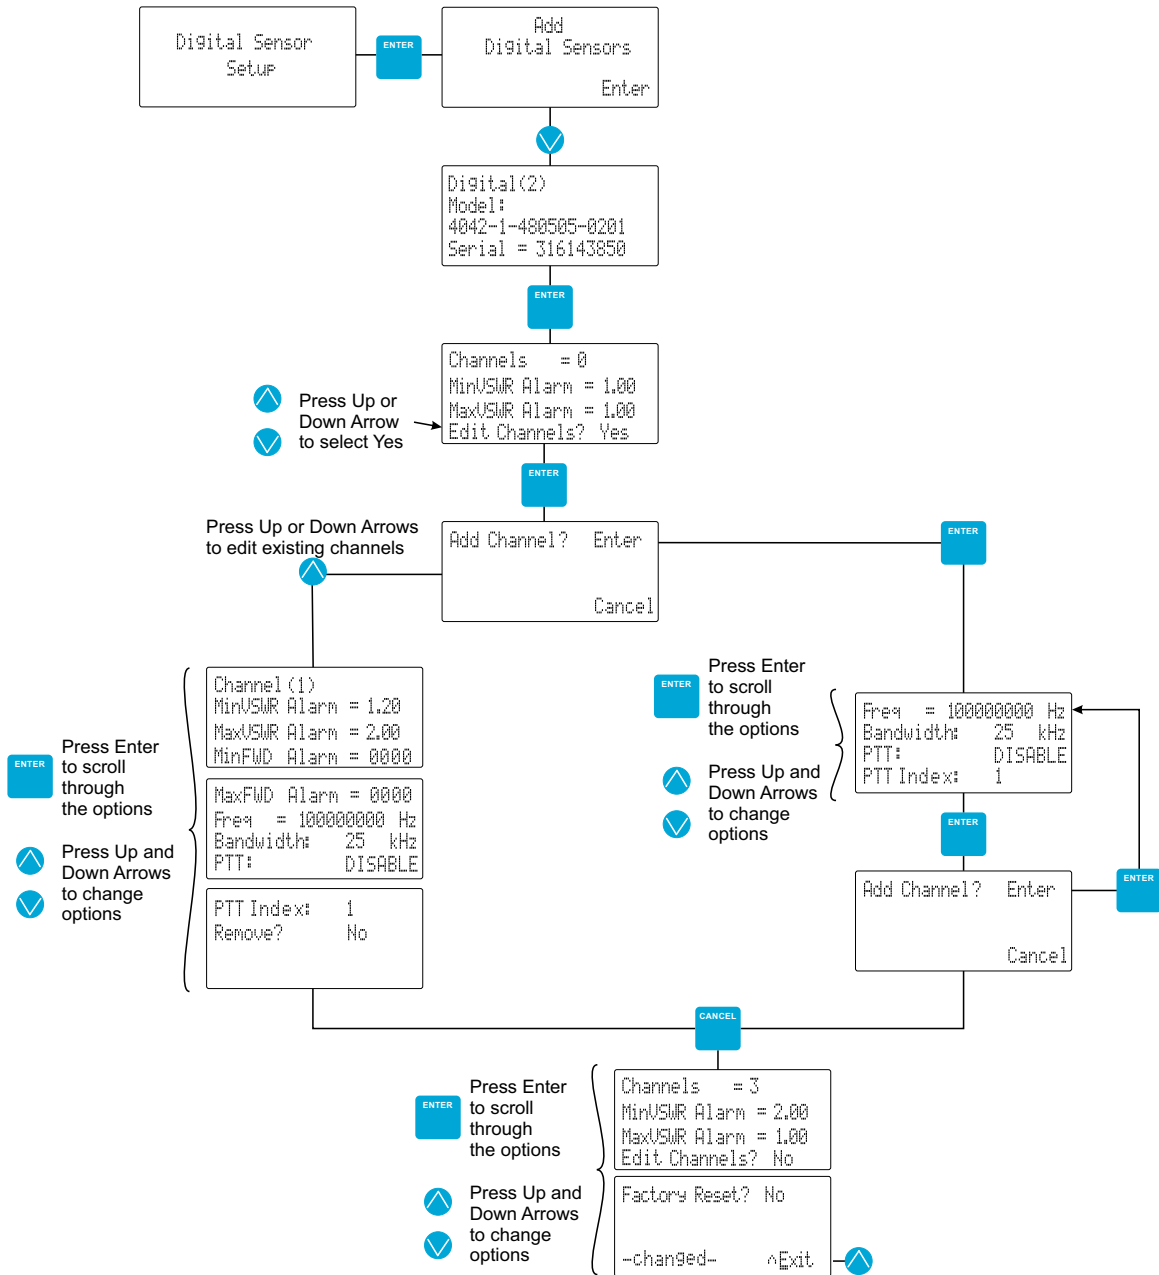 Digital Sensor
Setup
ENTER
Add
Digital Sensors
Enter
Digital(2)
Model:
4042-1-480505-0201
Serial = 316143850
ENTER
Channels = 0
MinVSWR Alarm = 1.00
MaxVSWR Alarm = 1.00
Edit Channels? Yes
Press Up or
Down Arrow
to select Yes
ENTER
Press Up or Down Arrows
to edit existing channels
Add Channel? Enter
Cancel
ENTER
Channel(1)
MinVSWR Alarm = 1.20
MaxVSWR Alarm = 2.00
MinFWD Alarm = 0000
MaxFWD Alarm = 0000
Freq = 100000000 Hz
Bandwidth: 25 kHz
PTT: DISABLE
PTT Index: 1
Remove? No
ENTER
Press Enter
to scroll
through
the options
Press Up and
Down Arrows
to change
options
ENTER
Press Enter
to scroll
through
the options
Press Up and
Down Arrows
to change
options
Freq = 100000000 Hz
Bandwidth: 25 kHz
PTT: DISABLE
PTT Index: 1
ENTER
Add Channel? Enter
Cancel
ENTER
CANCEL
ENTER
Press Enter
to scroll
through
the options
Press Up and
Down Arrows
to change
options
Channels = 3
MinVSWR Alarm = 2.00
MaxVSWR Alarm = 1.00
Edit Channels? No
Factory Reset? No
-changed- ^Exit